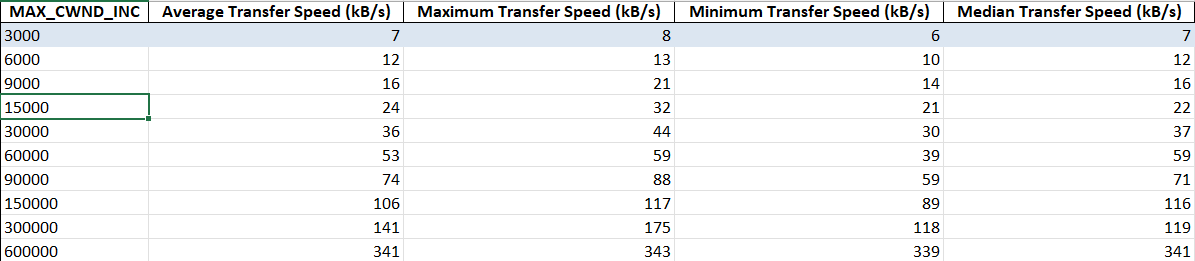 MAX_CWND_INC Average Transfer Speed (kB/s) Maximum Transfer Speed (kB/s) Minimum Transfer Speed (kB/s) Median Transfer Speed (kB/s)
3000 7 8 6 7
6000 12 13 10 12
9000 16 21 14 16
15000 24 32 21 22
30000 36 44 30 37
60000 53 59 39 59
90000 74 88 59 71
150000 106 117 89 116
300000 141 175 118 119
600000 341 343 339 341